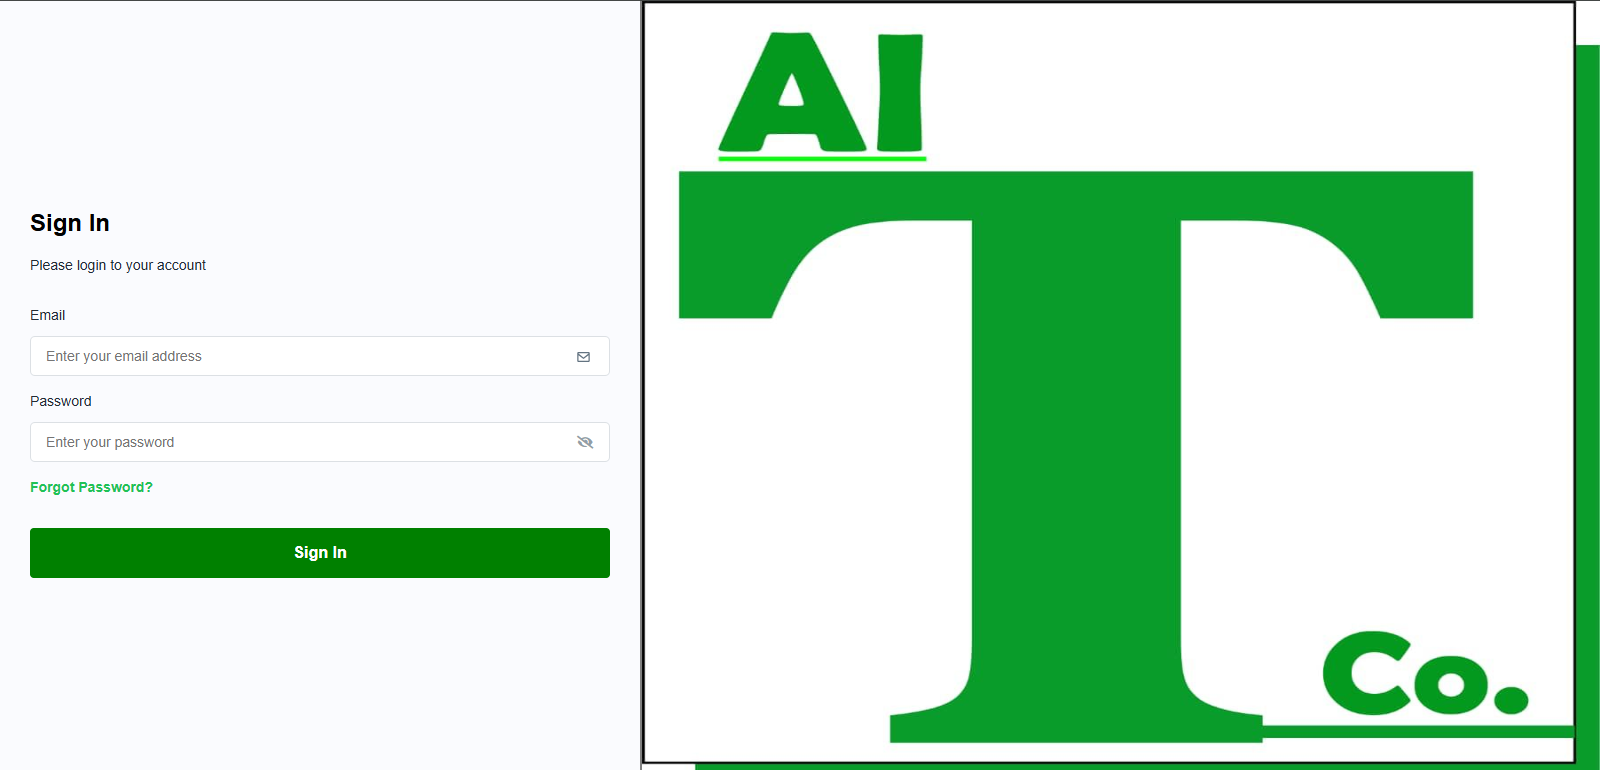 Sign In
Please login to your account
Email
Enter your email address
Password
Enter your password
Forgot Password?
Sign In
AI
T
Co.